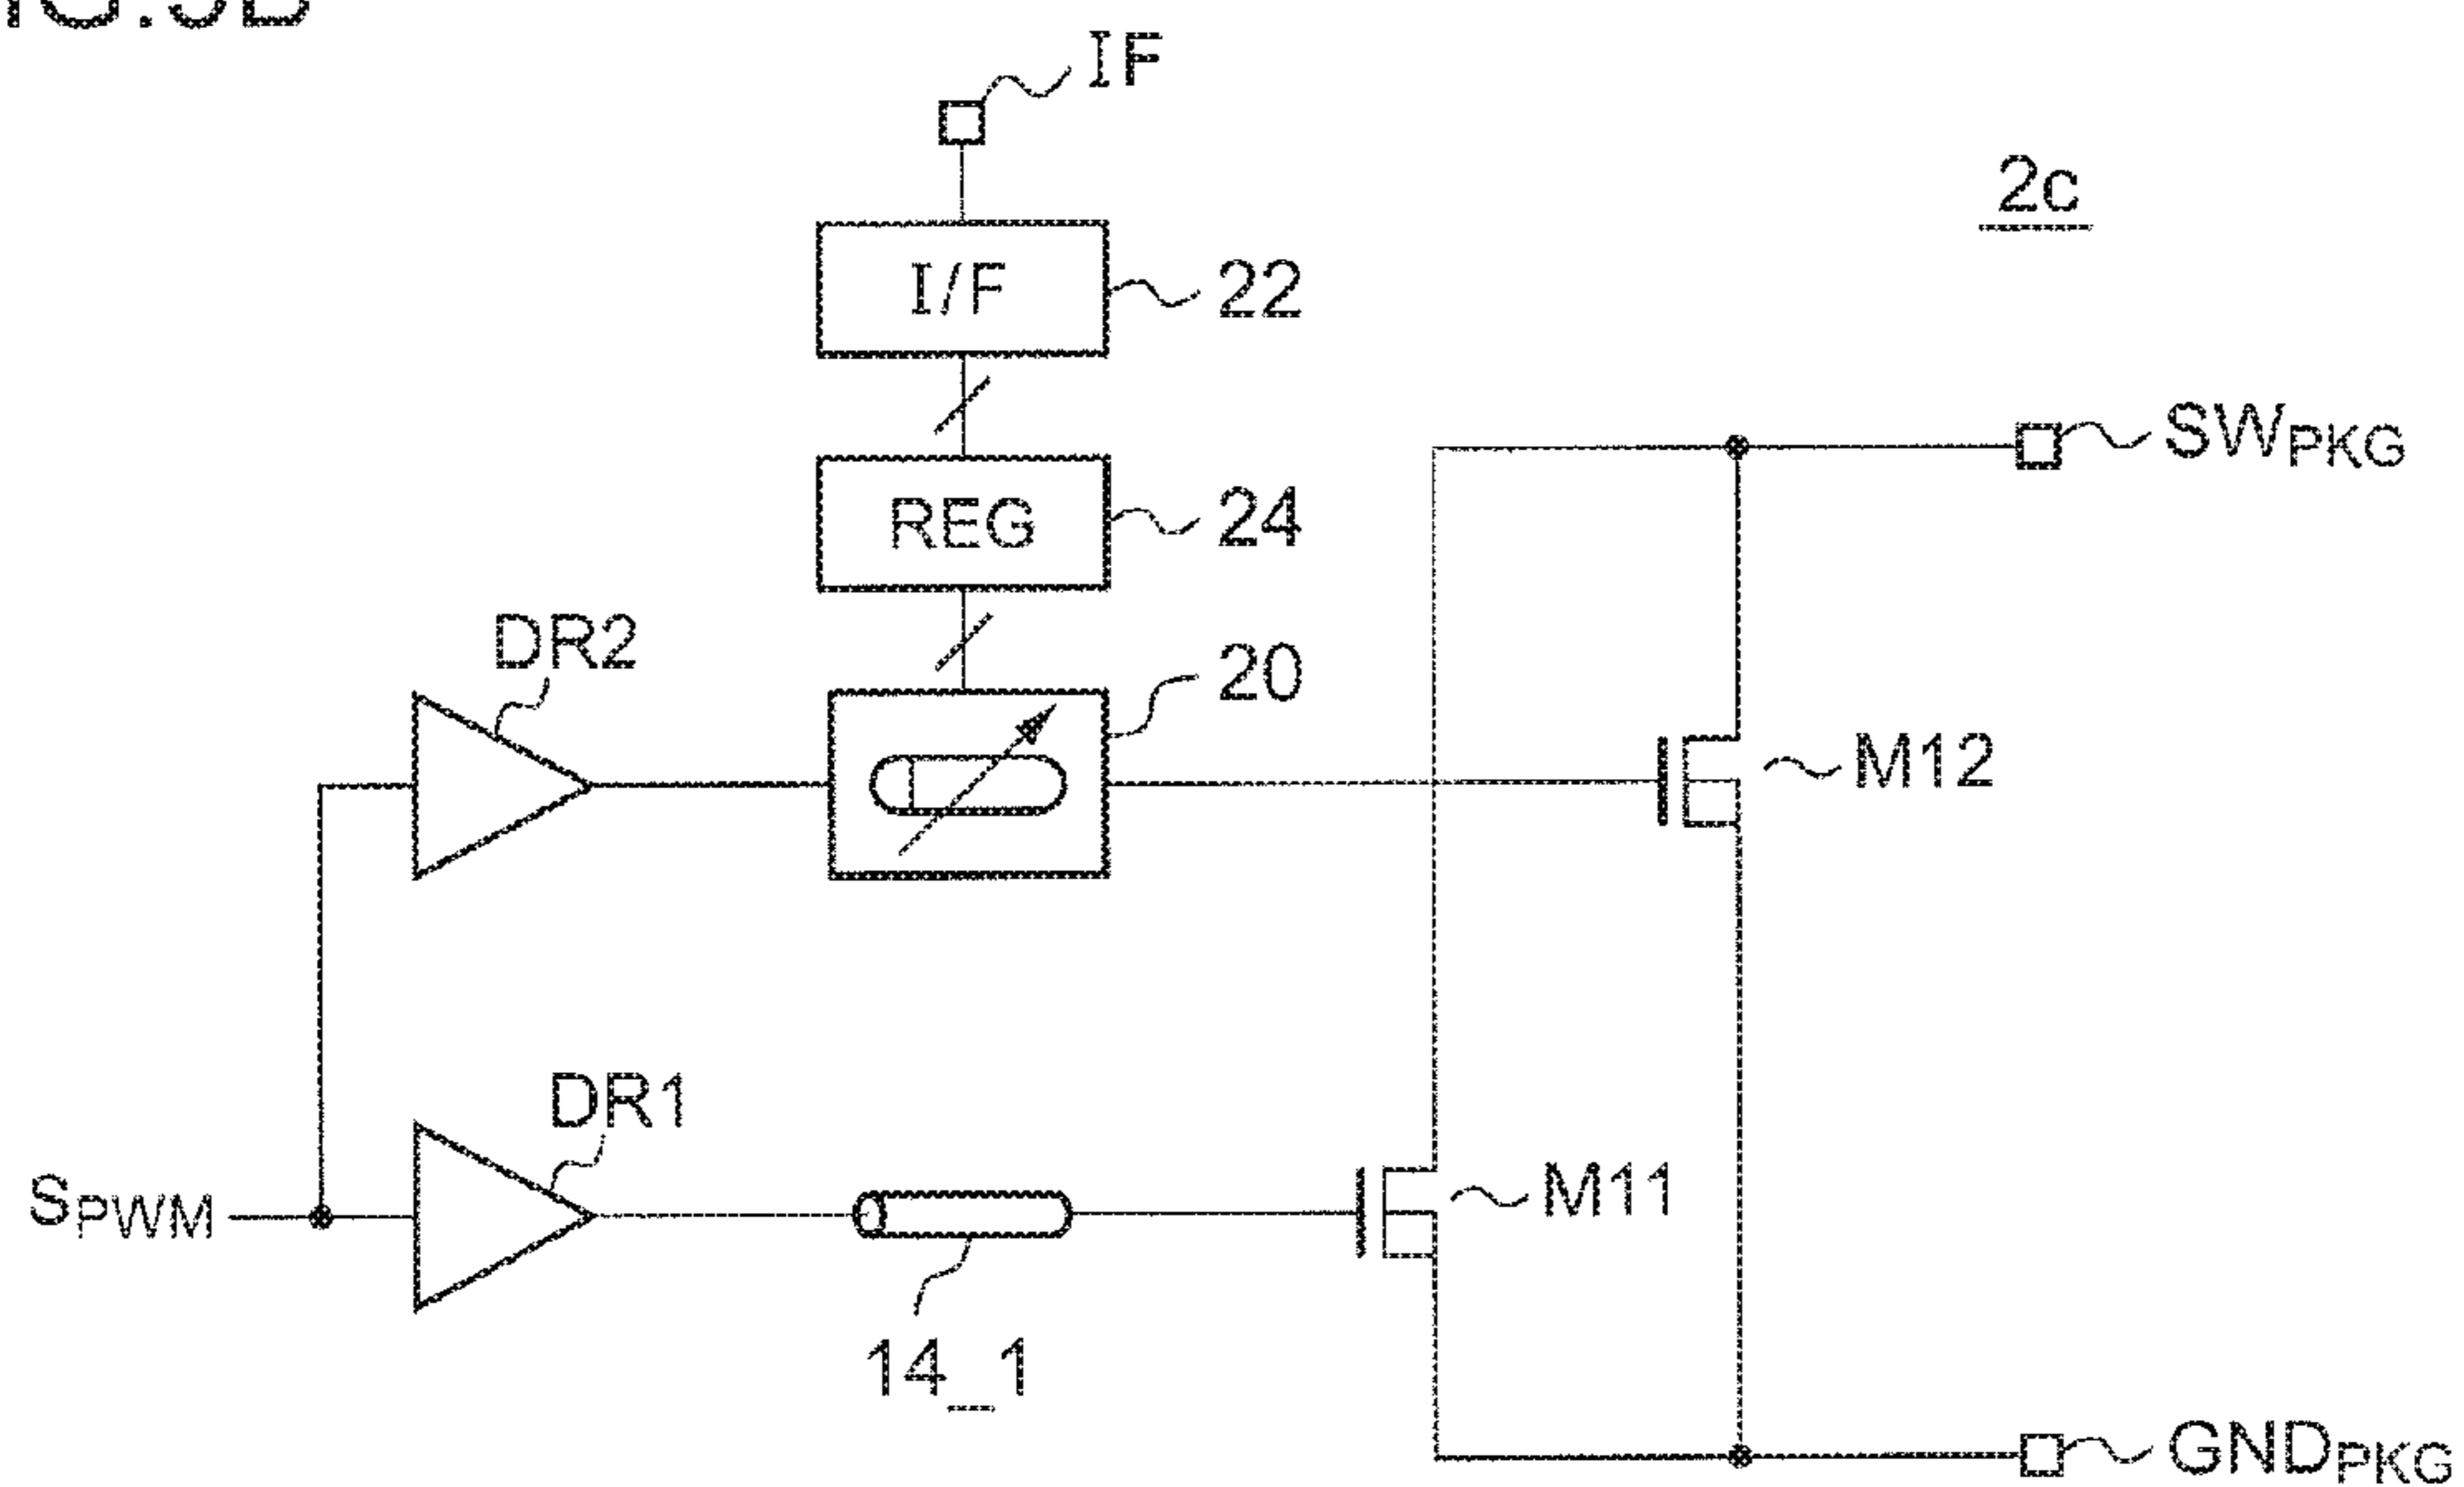 IF
2c
I/F
22
SWPKG
REG
24
DR2
20
M12
DR1
SPWM
M11
14_1
GNDPKG